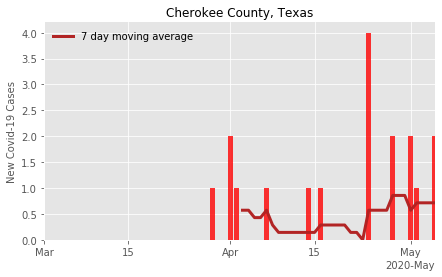 Cherokee County, Texas
7 day moving average
New Covid-19 Cases
4.0
3.5
3.0
2.5
2.0
1.5
1.0
0.5
0.0
Mar
15
Apr
15
May
2020-May